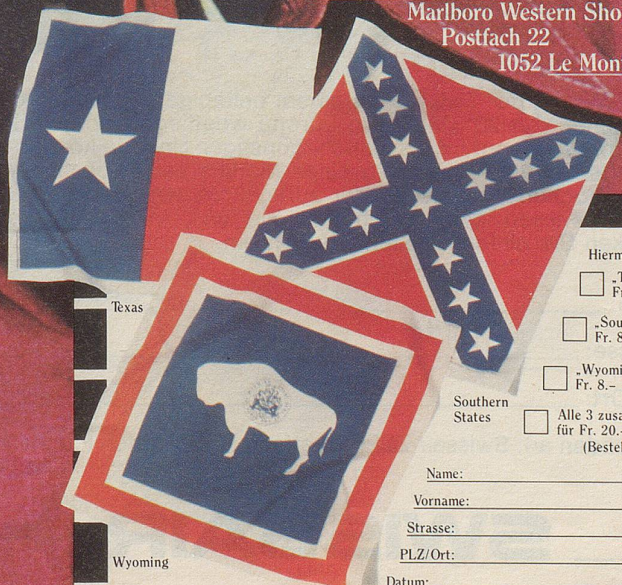 Marlboro Western Sho
Postfach 22
1052 Le Mon
Texas
Hierm
„T
Fr
„Sou
Fr. 8
„Wyomi
Fr. 8.–
Southern
States
Alle 3 zusa
für Fr. 20.
(Bestel
Name:
Vorname:
Strasse:
PLZ/Ort:
Wyoming
Datum: